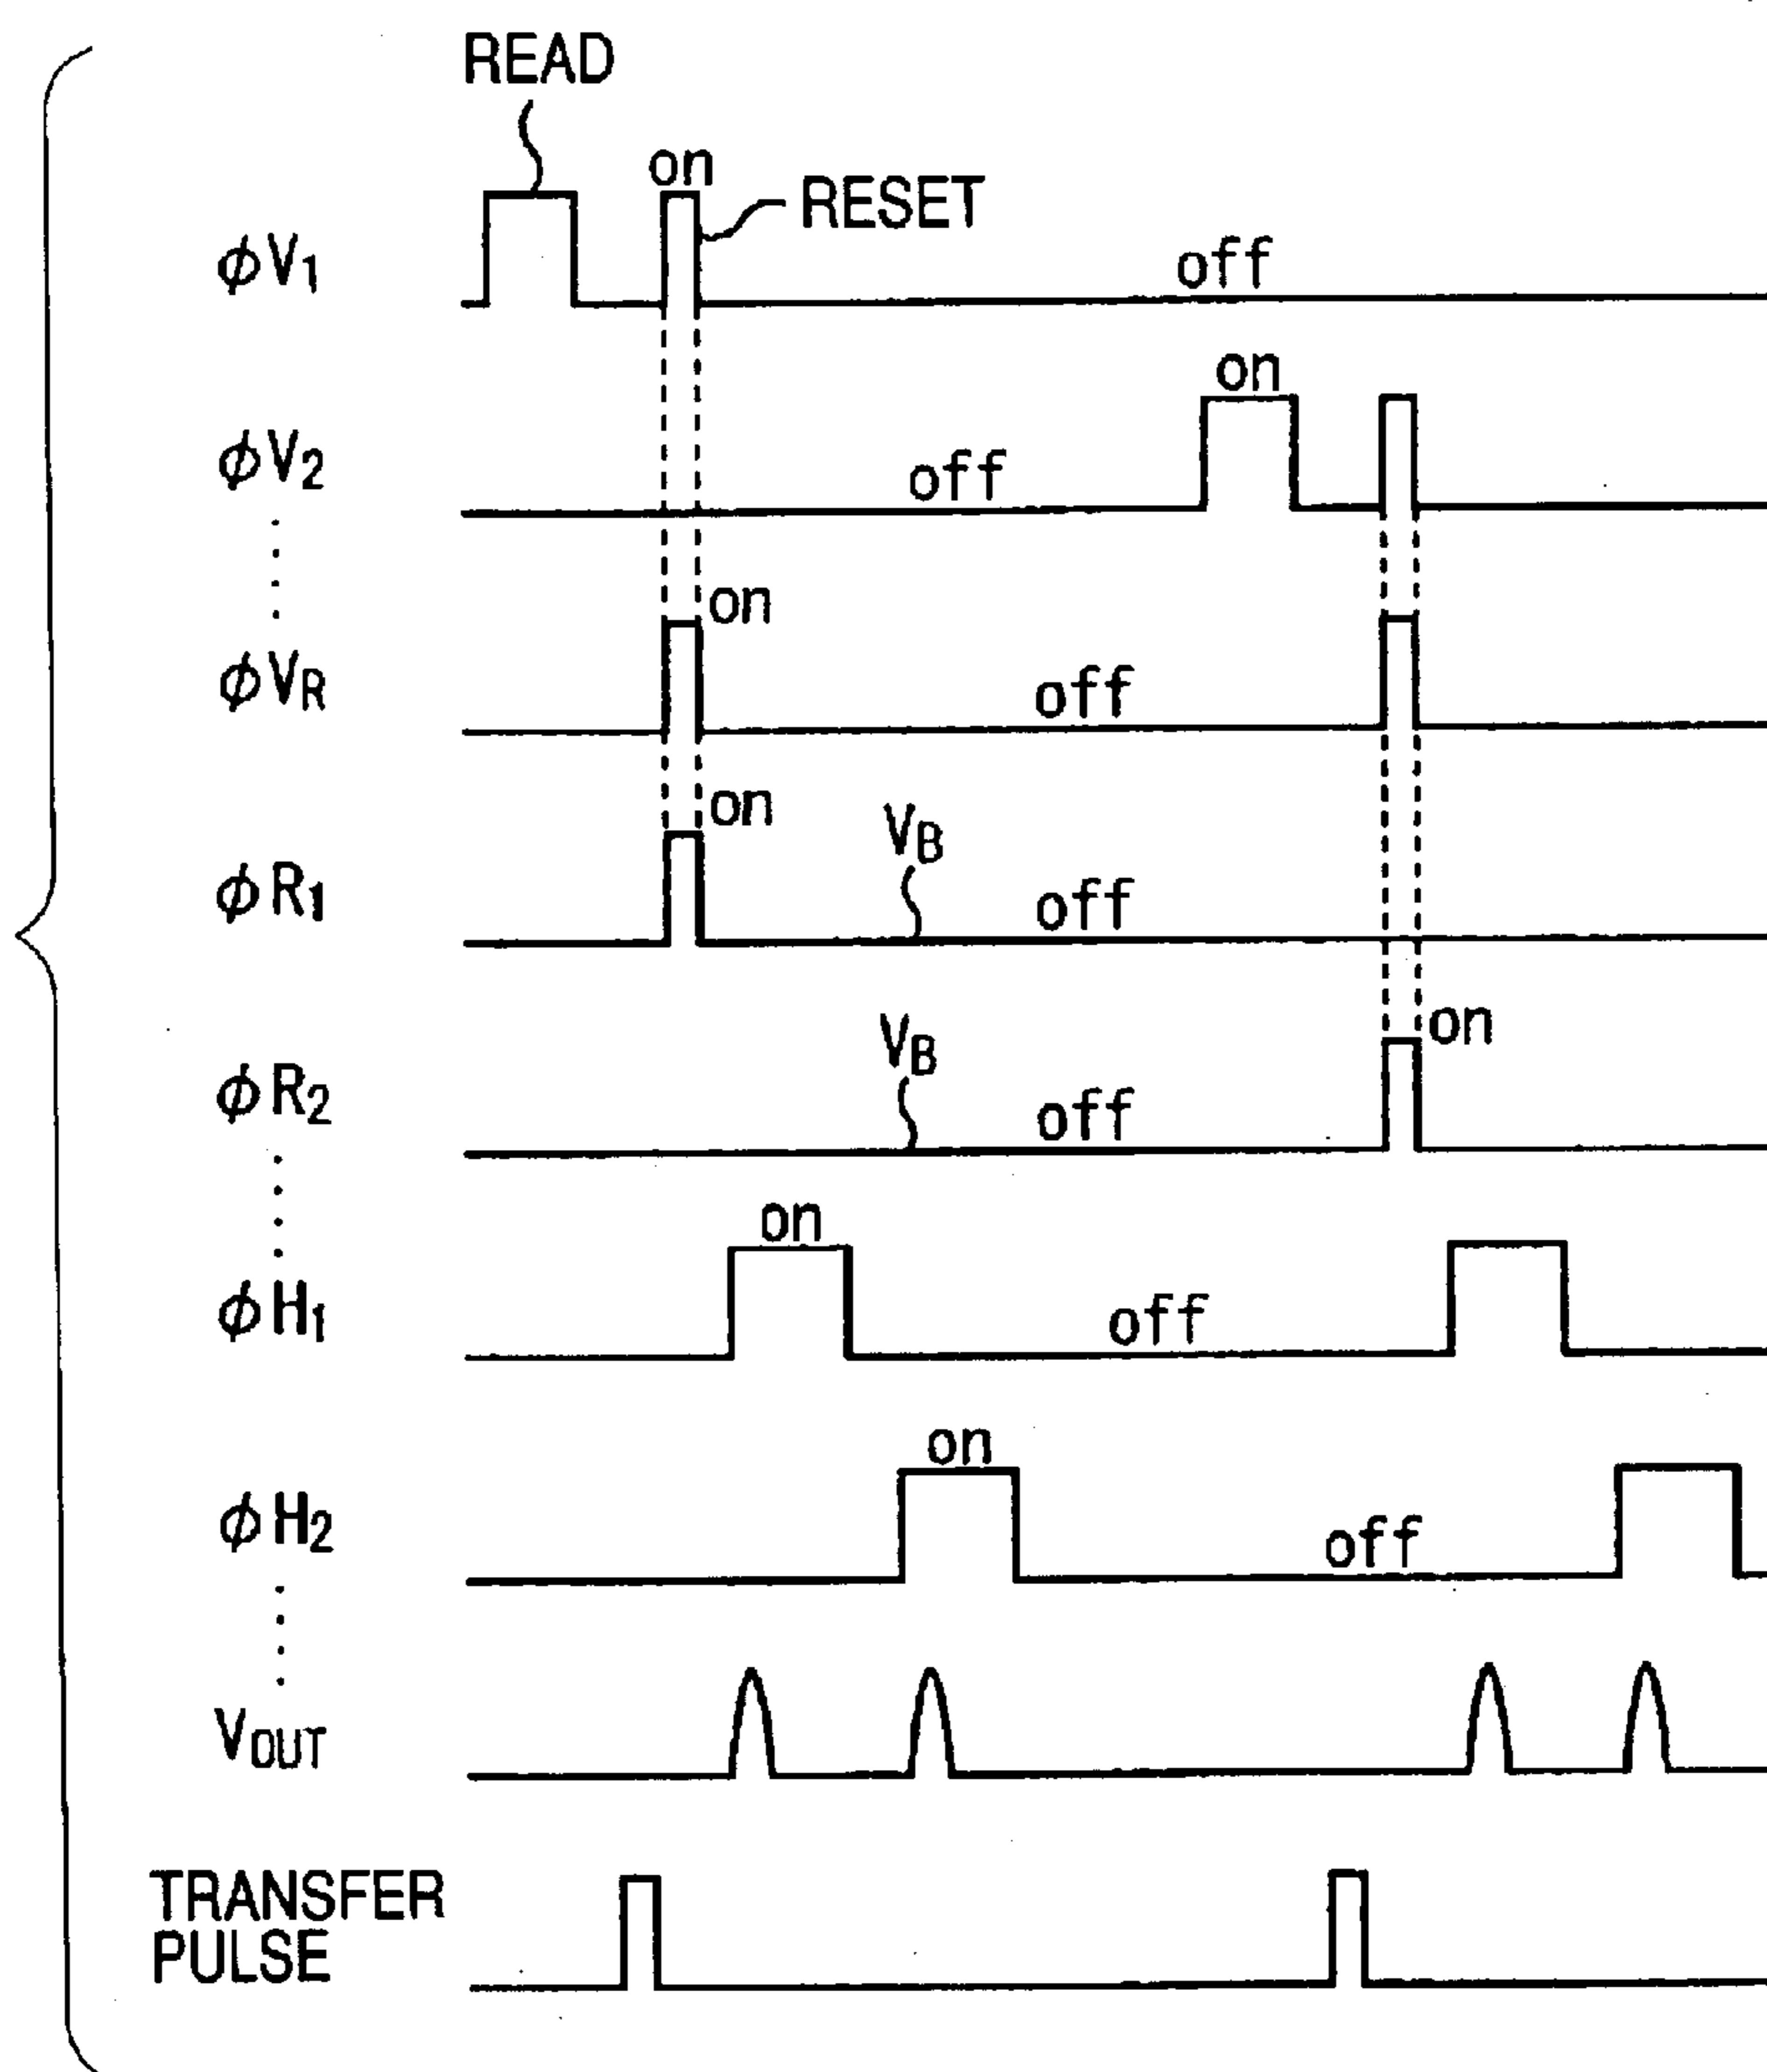 READ
on
RESET
φV1
off
on
φV2
off
on
φVR
off
on
VB
φR1
off
VB
on
φR2
off
on
φH1
off
on
φH2
off
VOUT
TRANSFER
PULSE